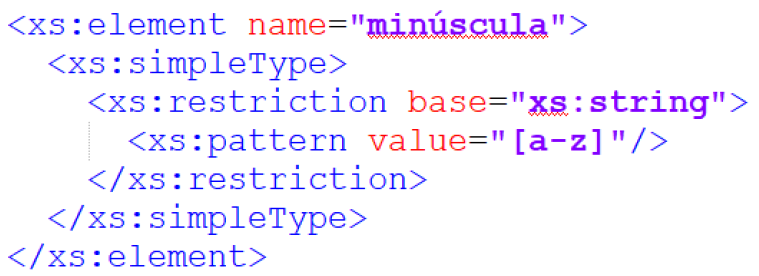 <xs:element name="minúscula">
<xs:simpleType>
<xs:restriction base="xs:string">
<xs:pattern value="[a-z]"/>
</xs:restriction>
</xs:simpleType>
</xs:element>